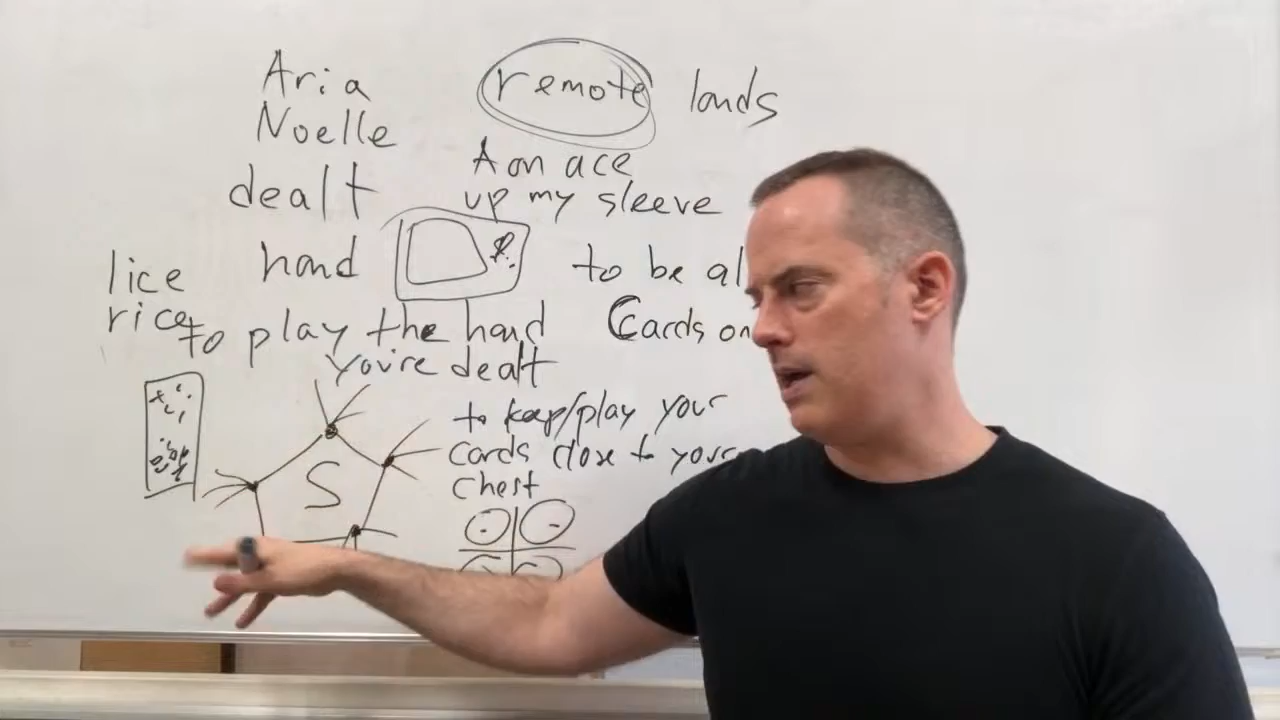 Aria
Noelle
remote lands
dealt
A on ace
up my sleeve
hand
to be al
lice
rice
to play the hand
you're dealt
Cards on
to keep/play your
cards close to your
chest
S